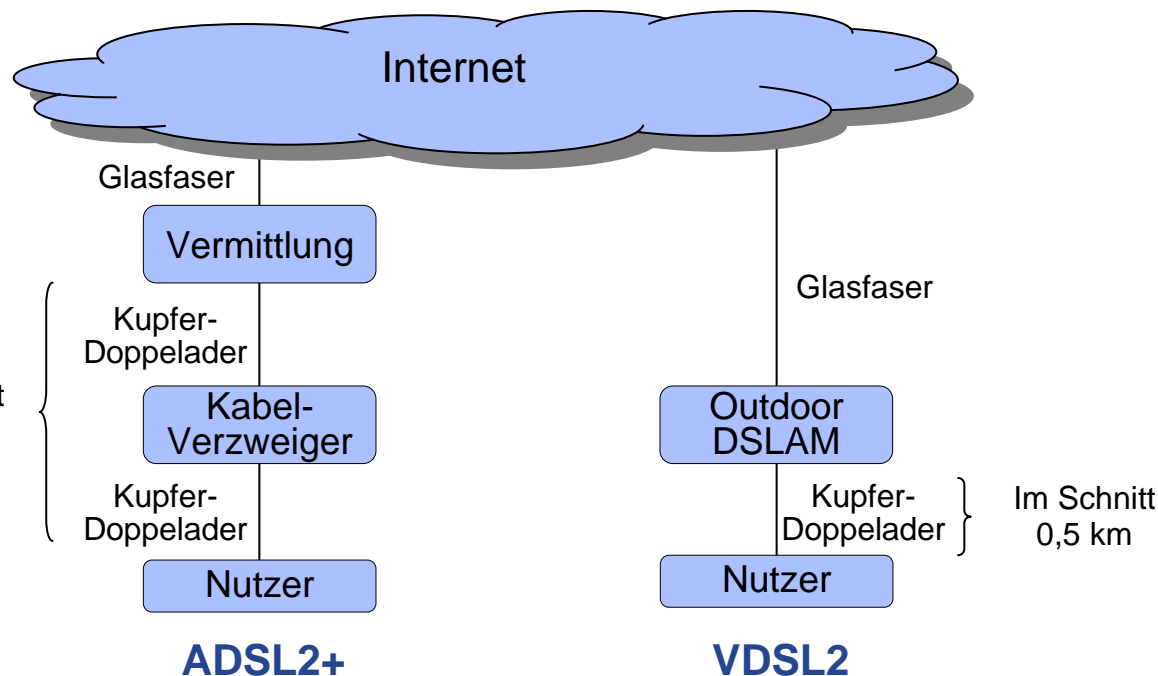 Internet
Glasfaser
Vermittlung
Kupfer-
Doppelader
Kabel-
Verzweiger
Kupfer-
Doppelader
Nutzer
ADSL2+
Glasfaser
Outdoor
DSLAM
Kupfer-
Doppelader
Im Schnitt
0,5 km
Nutzer
VDSL2